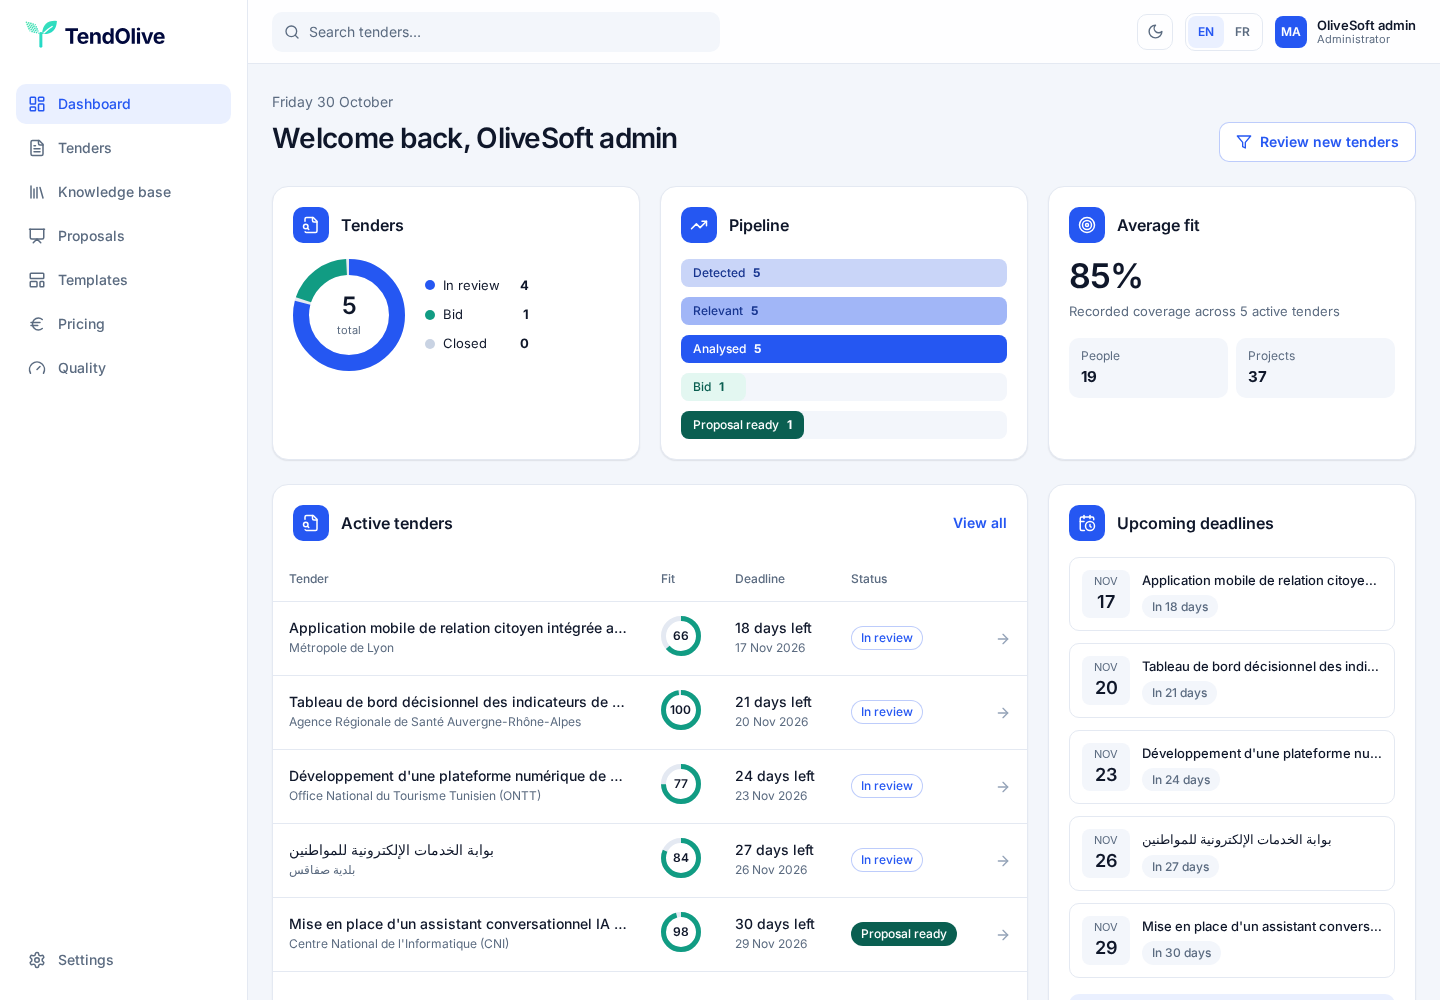 TendOlive
Search tenders...
EN
FR
MA
OliveSoft admin
Administrator
Dashboard
Tenders
Knowledge base
Proposals
Templates
Pricing
Quality
Settings
Friday 30 October
Welcome back, OliveSoft admin
Review new tenders
Tenders
5
total
In review 4
Bid 1
Closed 0
Pipeline
Detected 5
Relevant 5
Analysed 5
Bid 1
Proposal ready 1
Average fit
85%
Recorded coverage across 5 active tenders
People
19
Projects
37
Active tenders
View all
Tender Fit Deadline Status
Application mobile de relation citoyen intégrée a...
Métropole de Lyon
66
18 days left
17 Nov 2026
In review
Tableau de bord décisionnel des indicateurs de ...
Agence Régionale de Santé Auvergne-Rhône-Alpes
100
21 days left
20 Nov 2026
In review
Développement d'une plateforme numérique de ...
Office National du Tourisme Tunisien (ONTT)
77
24 days left
23 Nov 2026
In review
بوابة الخدمات الإلكترونية للمواطنين
بلدية صفاقس
84
27 days left
26 Nov 2026
In review
Mise en place d'un assistant conversationnel IA ...
Centre National de l'Informatique (CNI)
98
30 days left
29 Nov 2026
Proposal ready
Upcoming deadlines
NOV
17
Application mobile de relation citoye...
In 18 days
NOV
20
Tableau de bord décisionnel des indi...
In 21 days
NOV
23
Développement d'une plateforme nu...
In 24 days
NOV
26
بوابة الخدمات الإلكترونية للمواطنين
In 27 days
NOV
29
Mise en place d'un assistant convers...
In 30 days